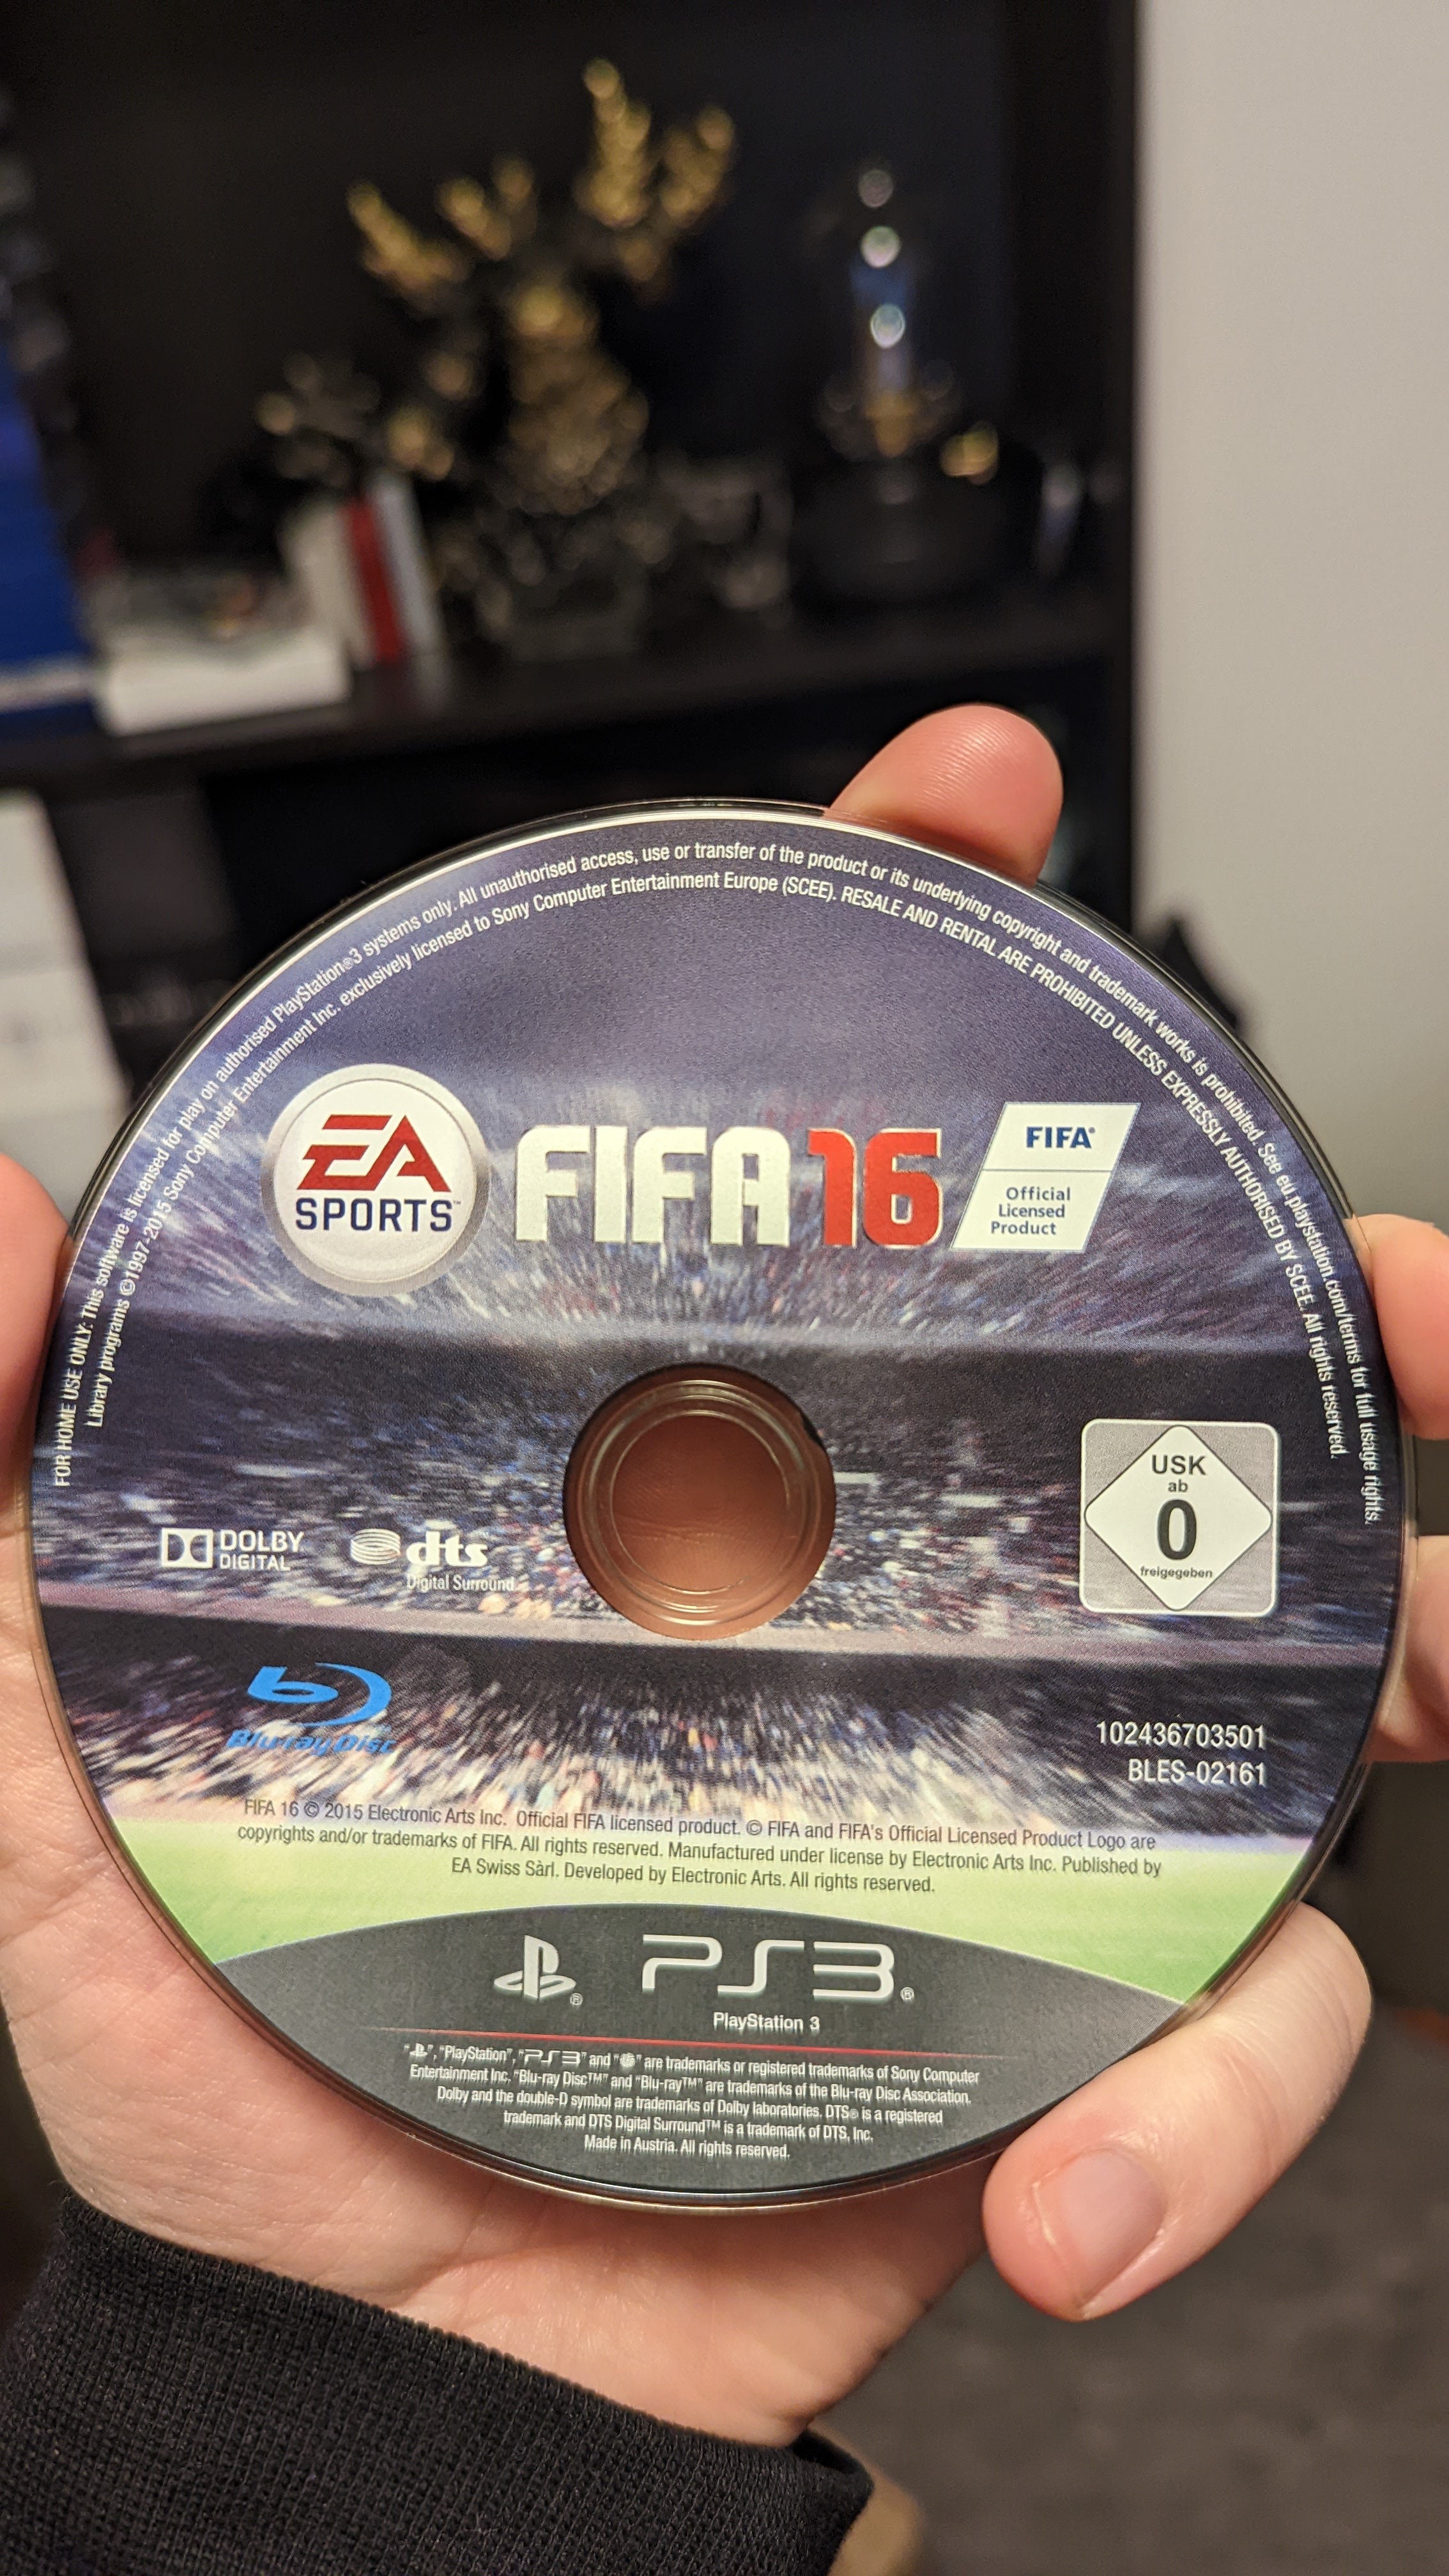 FOR HOME USE ONLY: This software is licensed for play on authorised PlayStation®3 systems only. All unauthorised access, use or transfer of the product or its underlying copyright and trademark works is prohibited. See eu.playstation.com/terms for full usage rights.
Library programs ©1997-2015 Sony Computer Entertainment Inc. exclusively licensed to Sony Computer Entertainment Europe (SCEE). RESALE AND RENTAL ARE PROHIBITED UNLESS EXPRESSLY AUTHORISED BY SCEE. All rights reserved.
EA
SPORTS™
FIFA 16
FIFA®
Official
Licensed
Product
USK
ab
0
freigegeben
DOLBY
DIGITAL
dts
Digital Surround
Blu-ray Disc
102436703501
BLES-02161
FIFA 16 © 2015 Electronic Arts Inc. Official FIFA licensed product. © FIFA and FIFA's Official Licensed Product Logo are
copyrights and/or trademarks of FIFA. All rights reserved. Manufactured under license by Electronic Arts Inc. Published by
EA Swiss Sàrl. Developed by Electronic Arts. All rights reserved.
PS3®
PlayStation 3
“”, “PlayStation”, “PS3” and “” are trademarks or registered trademarks of Sony Computer
Entertainment Inc. “Blu-ray Disc™” and “Blu-ray™” are trademarks of the Blu-ray Disc Association.
Dolby and the double-D symbol are trademarks of Dolby laboratories. DTS® is a registered
trademark and DTS Digital Surround™ is a trademark of DTS, Inc.
Made in Austria. All rights reserved.